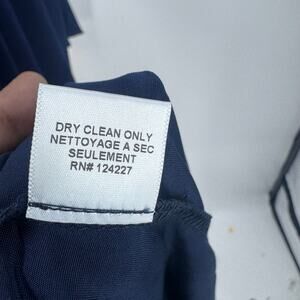 DRY CLEAN ONLY
NETTOYAGE A SEC
SEULEMENT
RN# 124227